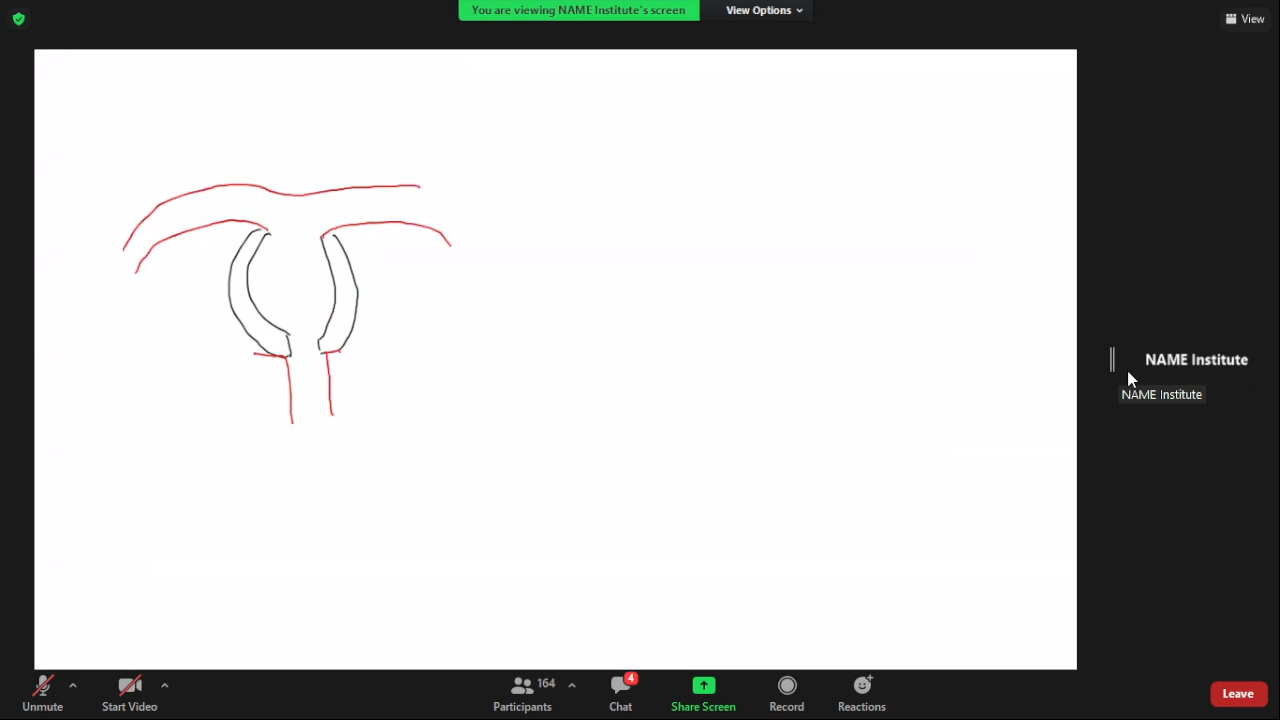 You are viewing NAME Institute's screen
View Options
View
NAME Institute
NAME Institute
Unmute
Start Video
164
Participants
4
Chat
Share Screen
Record
Reactions
Leave